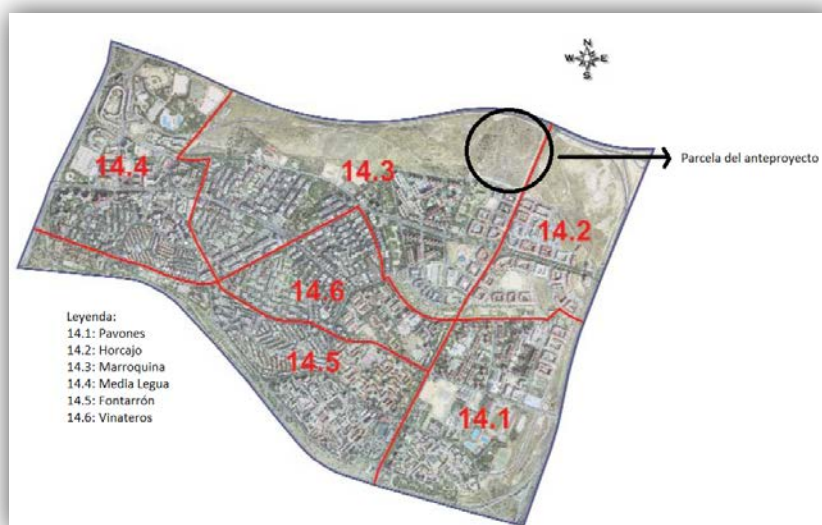 N
W E
S
Parcela del anteproyecto
14.4
14.3
14.2
14.6
14.5
14.1
Leyenda:
14.1: Pavones
14.2: Horcajo
14.3: Marroquina
14.4: Media Legua
14.5: Fontarrón
14.6: Vinateros